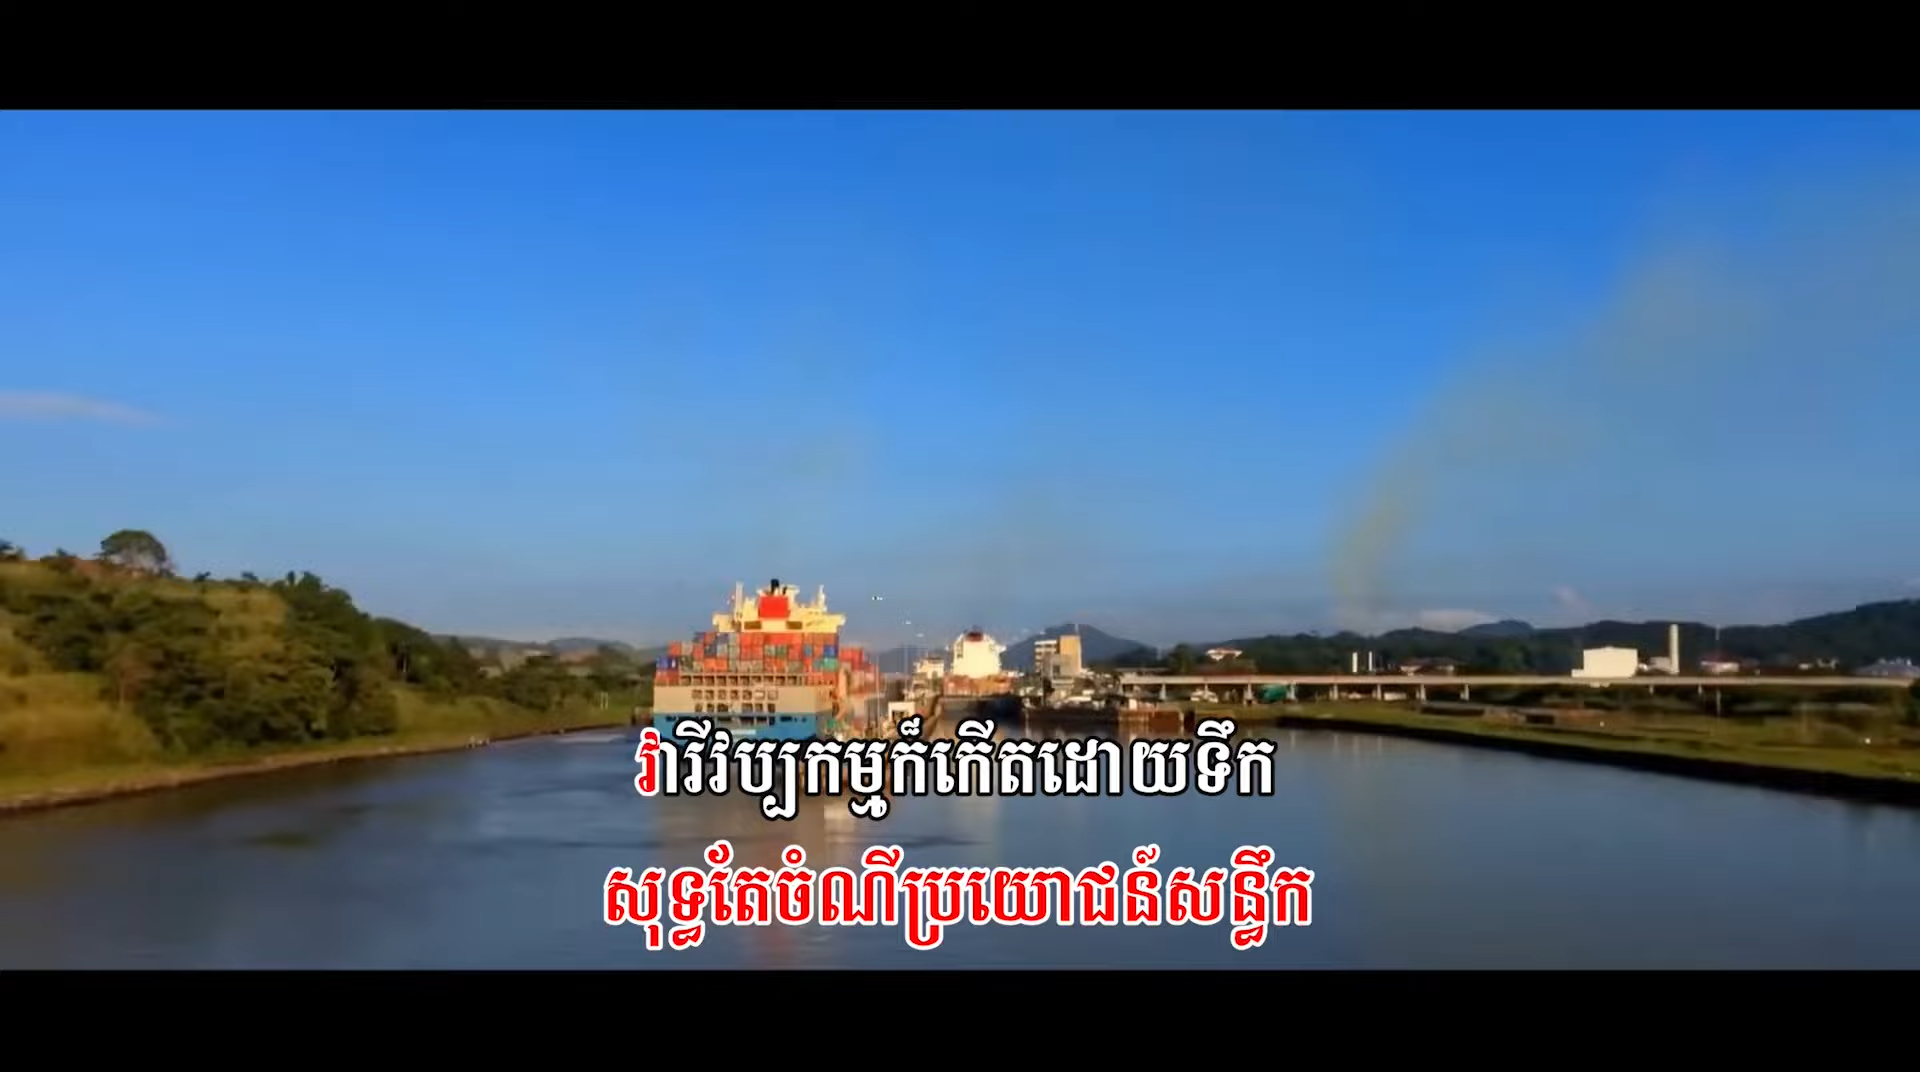 វារីវប្បកម្មក៏កើតដោយទឹក
សុទ្ធតែចំណីប្រយោជន៍សន្ធឹក